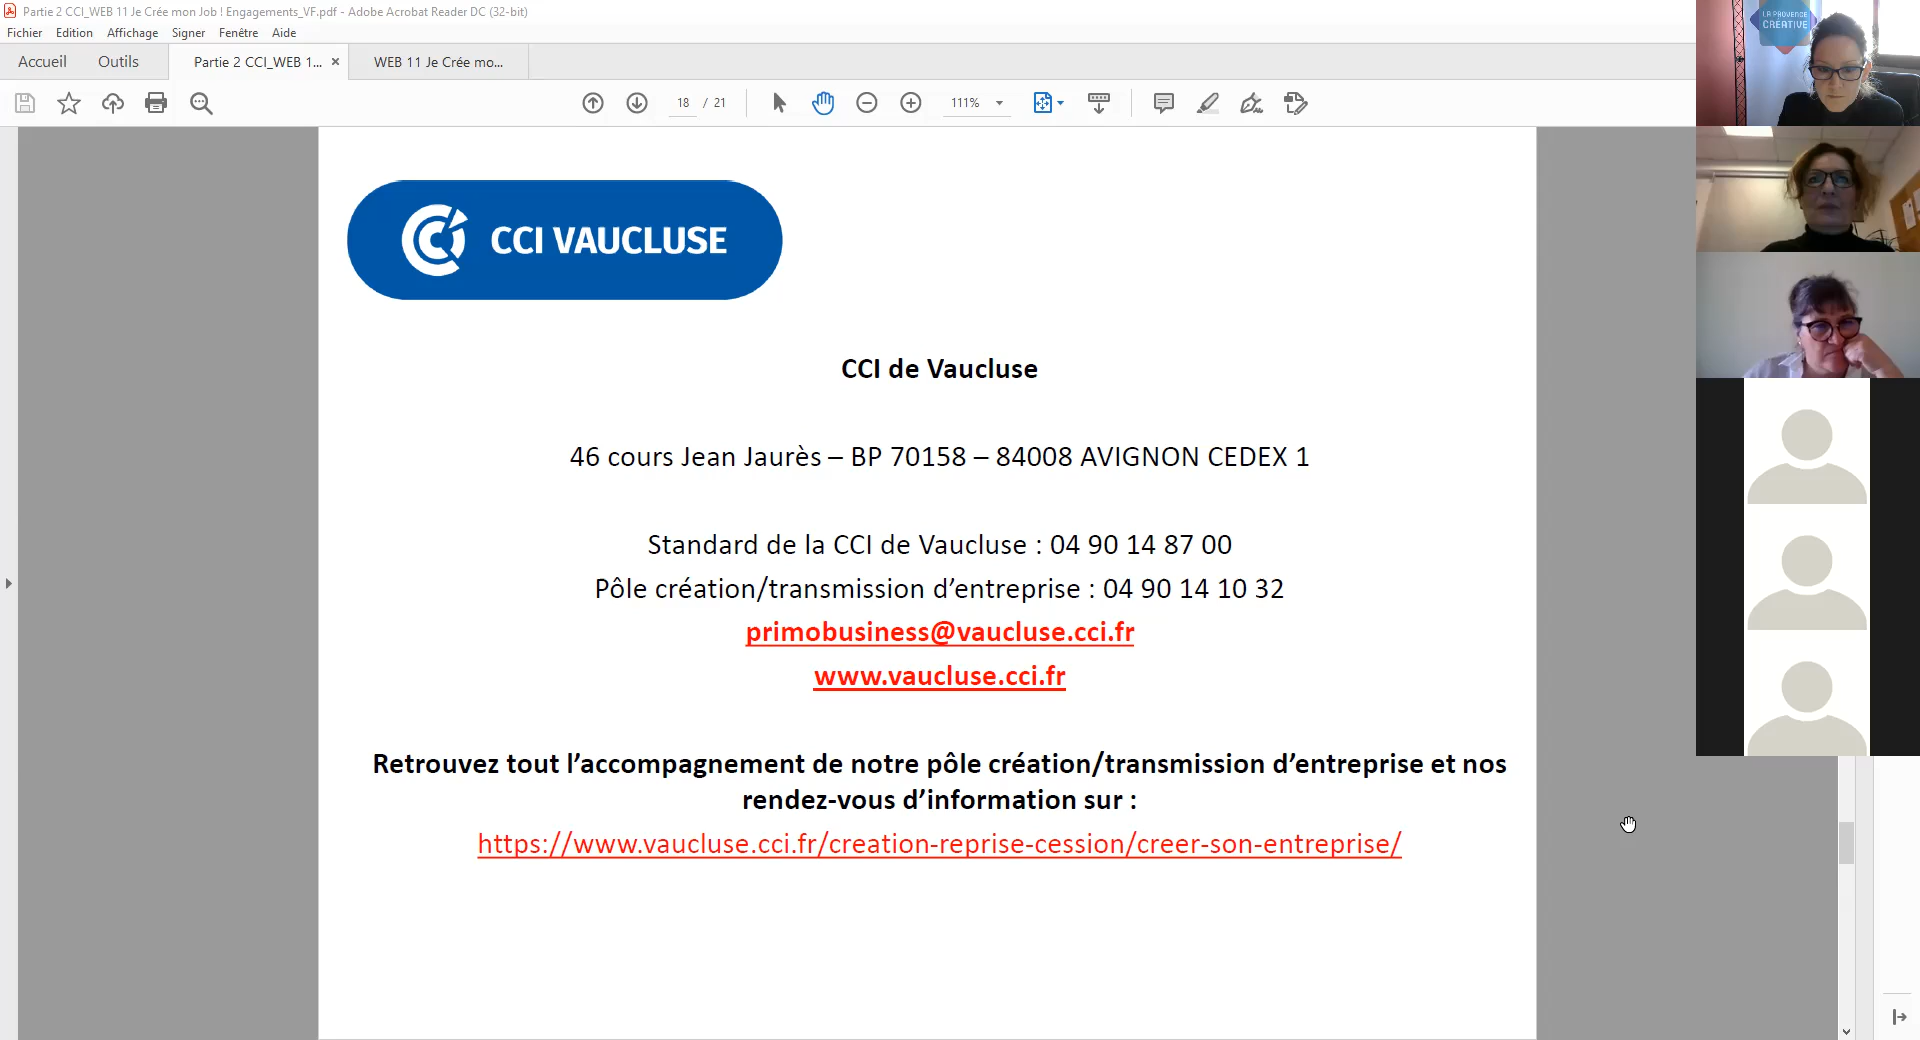 Partie 2 CCI_WEB 11 Je Crée mon Job ! Engagements_VF.pdf - Adobe Acrobat Reader DC (32-bit)
Fichier Edition Affichage Signer Fenêtre Aide
Accueil Outils Partie 2 CCI_WEB 1... × WEB 11 Je Crée mo...
18 / 21 111%
LA PROVENCE
CREATIVE
CCI VAUCLUSE
CCI de Vaucluse
46 cours Jean Jaurès – BP 70158 – 84008 AVIGNON CEDEX 1
Standard de la CCI de Vaucluse : 04 90 14 87 00
Pôle création/transmission d’entreprise : 04 90 14 10 32
primobusiness@vaucluse.cci.fr
www.vaucluse.cci.fr
Retrouvez tout l’accompagnement de notre pôle création/transmission d’entreprise et nos
rendez-vous d’information sur :
https://www.vaucluse.cci.fr/creation-reprise-cession/creer-son-entreprise/